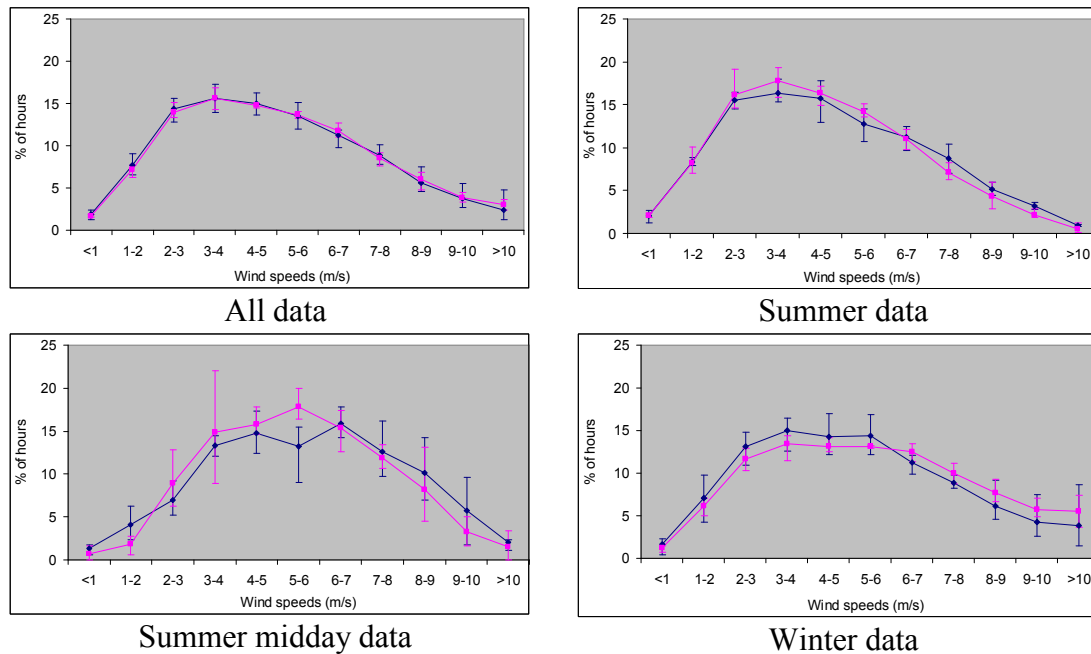 25
20
15
10
5
0
% of hours
<1 1-2 2-3 3-4 4-5 5-6 6-7 7-8 8-9 9-10 >10
Wind speeds (m/s)
All data
25
20
15
10
5
0
% of hours
<1 1-2 2-3 3-4 4-5 5-6 6-7 7-8 8-9 9-10 >10
Wind speeds (m/s)
Summer data
25
20
15
10
5
0
% of hours
<1 1-2 2-3 3-4 4-5 5-6 6-7 7-8 8-9 9-10 >10
Wind speeds (m/s)
Summer midday data
25
20
15
10
5
0
% of hours
<1 1-2 2-3 3-4 4-5 5-6 6-7 7-8 8-9 9-10 >10
Wind speeds (m/s)
Winter data